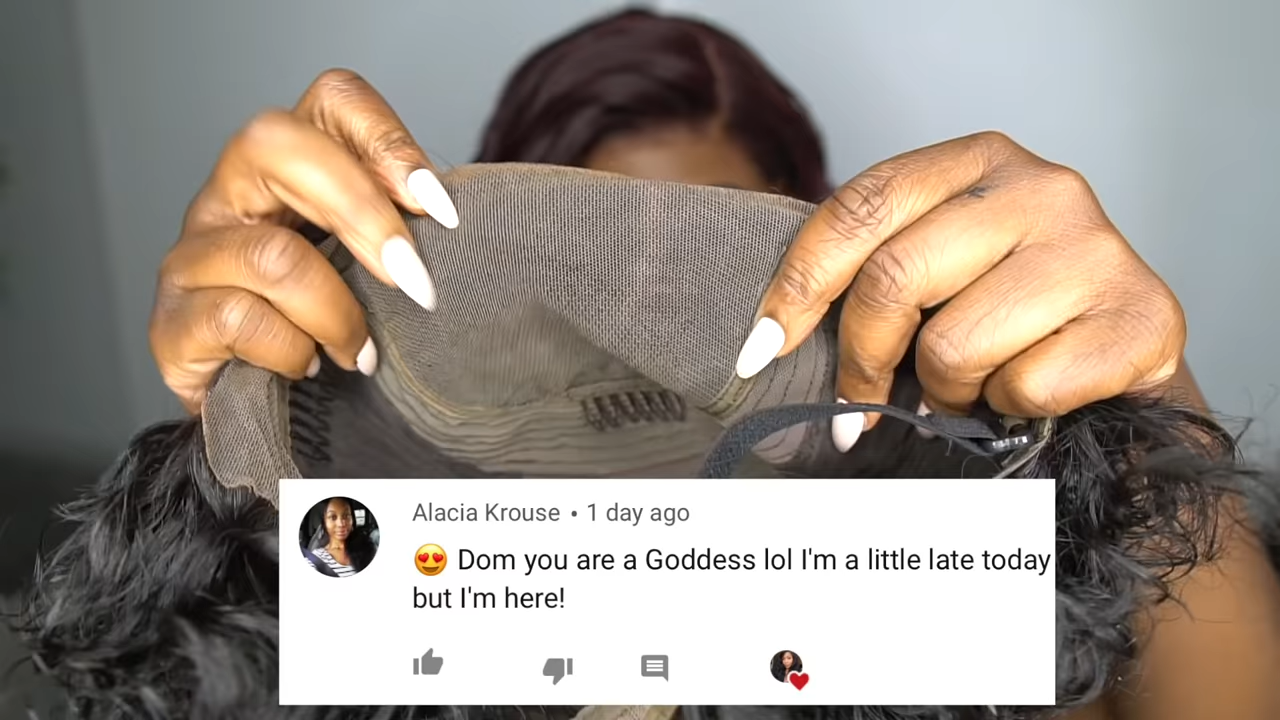 Alacia Krouse • 1 day ago
😍 Dom you are a Goddess lol I'm a little late today
but I'm here!